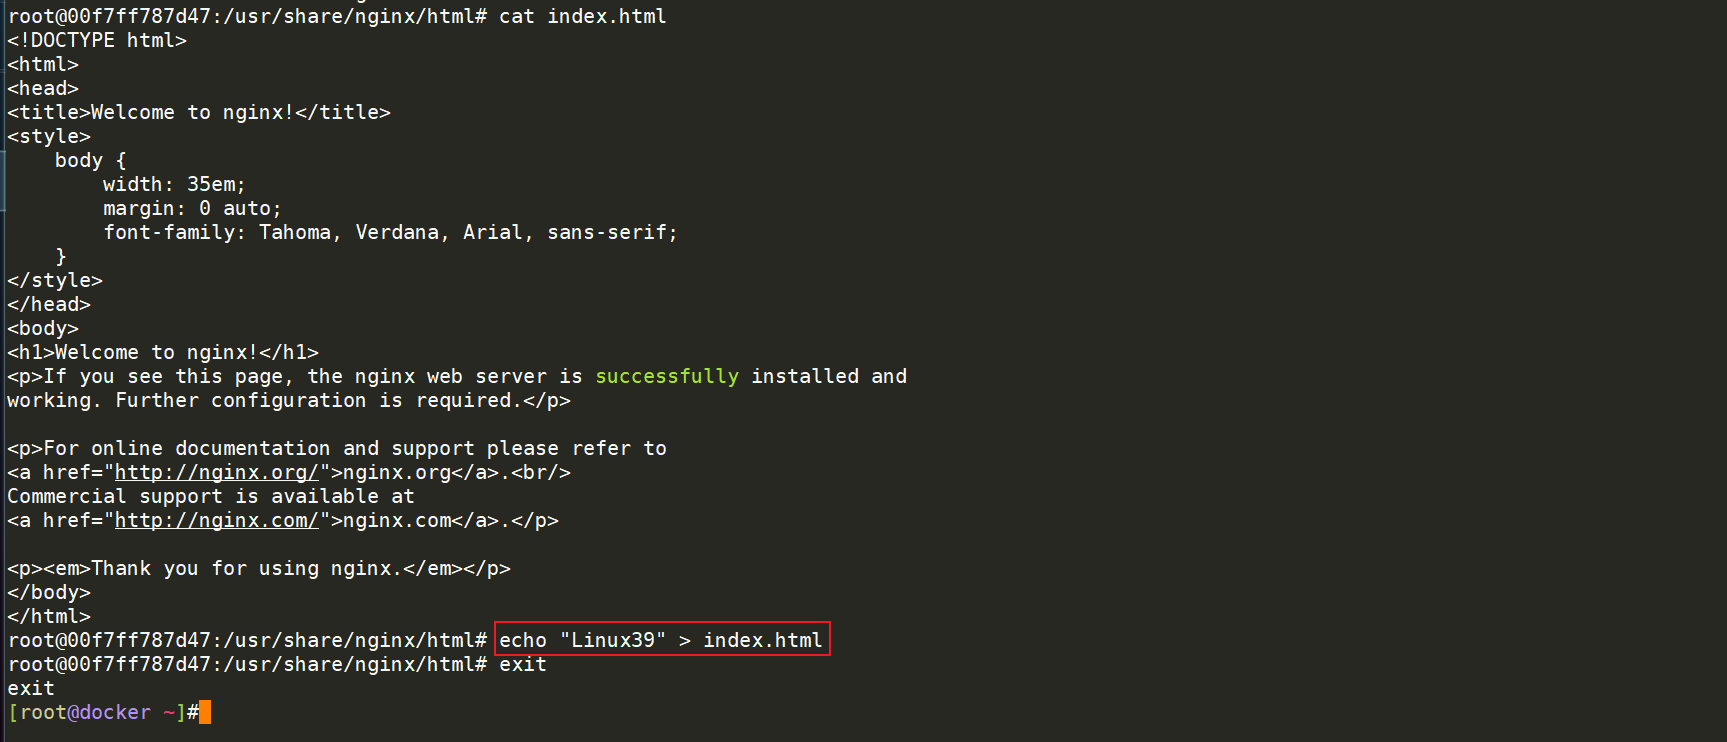 root@00f7ff787d47:/usr/share/nginx/html# cat index.html
<!DOCTYPE html>
<html>
<head>
<title>Welcome to nginx!</title>
<style>
    body {
        width: 35em;
        margin: 0 auto;
        font-family: Tahoma, Verdana, Arial, sans-serif;
    }
</style>
</head>
<body>
<h1>Welcome to nginx!</h1>
<p>If you see this page, the nginx web server is successfully installed and
working. Further configuration is required.</p>

<p>For online documentation and support please refer to
<a href="http://nginx.org/">nginx.org</a>.<br/>
Commercial support is available at
<a href="http://nginx.com/">nginx.com</a>.</p>

<p><em>Thank you for using nginx.</em></p>
</body>
</html>
root@00f7ff787d47:/usr/share/nginx/html# echo "Linux39" > index.html
root@00f7ff787d47:/usr/share/nginx/html# exit
exit
[root@docker ~]#